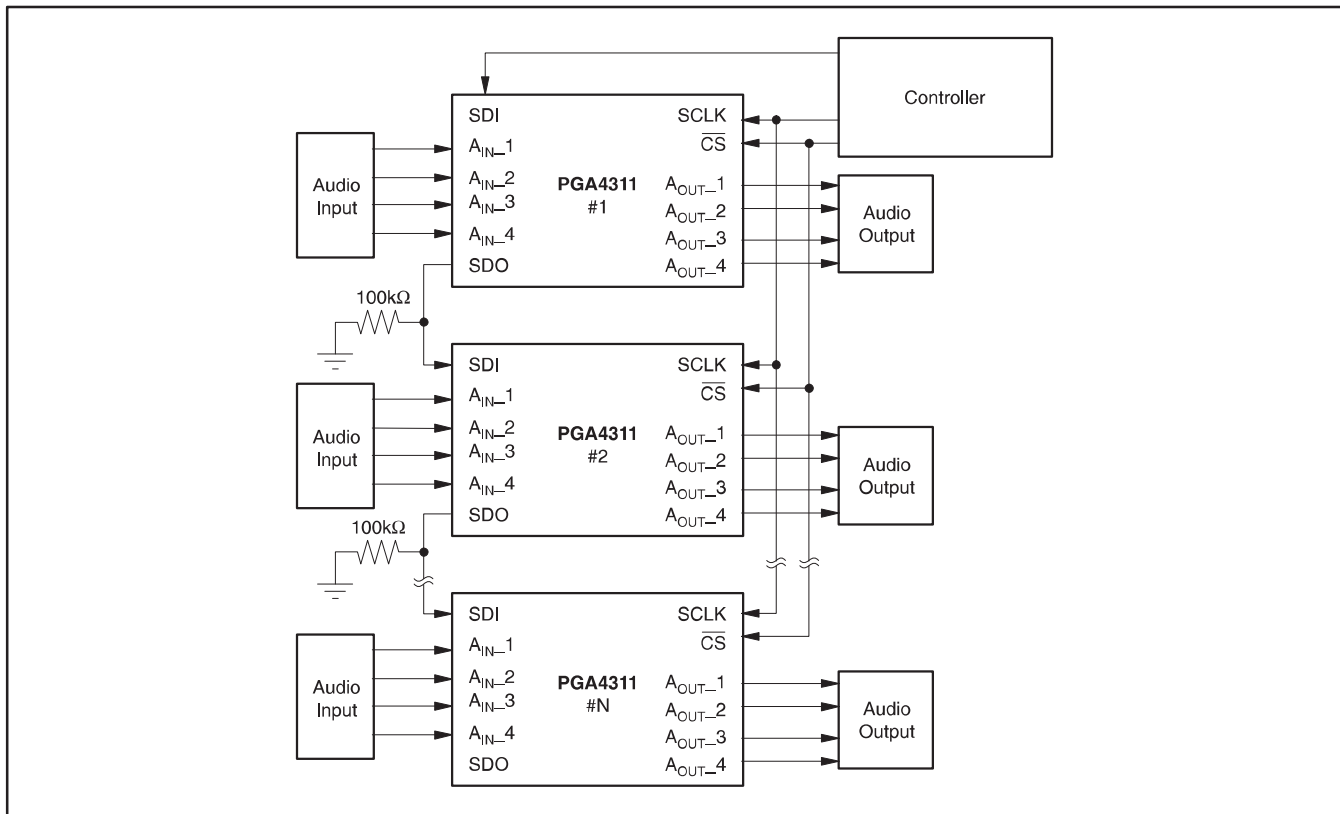 Controller
SDI
SCLK
CS
Audio
Input
A_IN_1
A_IN_2
A_IN_3
A_IN_4
PGA4311
#1
A_OUT_1
A_OUT_2
A_OUT_3
A_OUT_4
Audio
Output
SDO
100kΩ
SDI
SCLK
CS
Audio
Input
A_IN_1
A_IN_2
A_IN_3
A_IN_4
PGA4311
#2
A_OUT_1
A_OUT_2
A_OUT_3
A_OUT_4
Audio
Output
SDO
100kΩ
SDI
SCLK
CS
Audio
Input
A_IN_1
A_IN_2
A_IN_3
A_IN_4
PGA4311
#N
A_OUT_1
A_OUT_2
A_OUT_3
A_OUT_4
Audio
Output
SDO